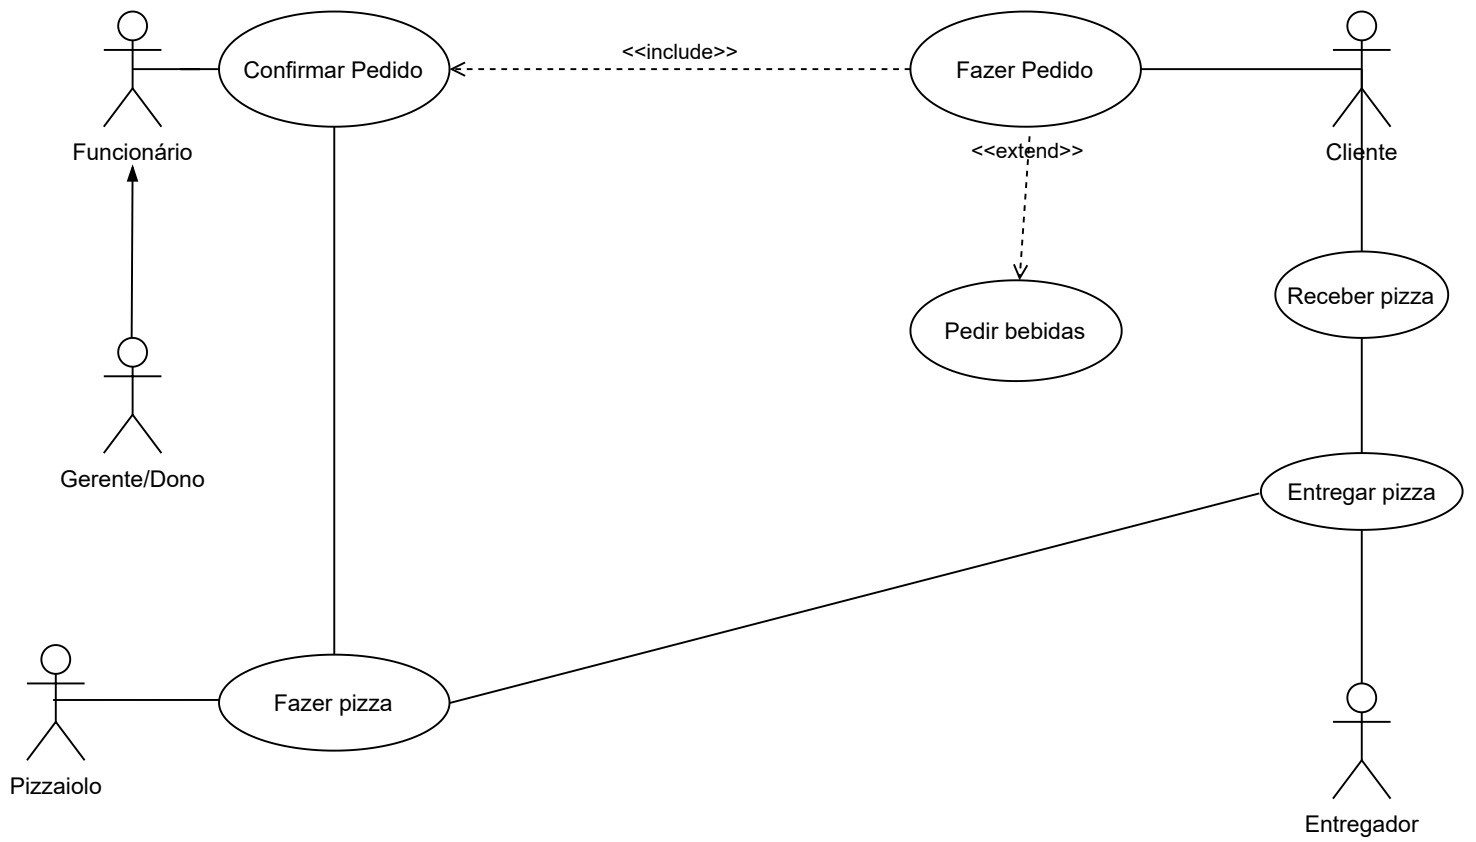 <<include>>
Confirmar Pedido
Fazer Pedido
Funcionário
<<extend>>
Cliente
Receber pizza
Pedir bebidas
Gerente/Dono
Entregar pizza
Fazer pizza
Pizzaiolo
Entregador